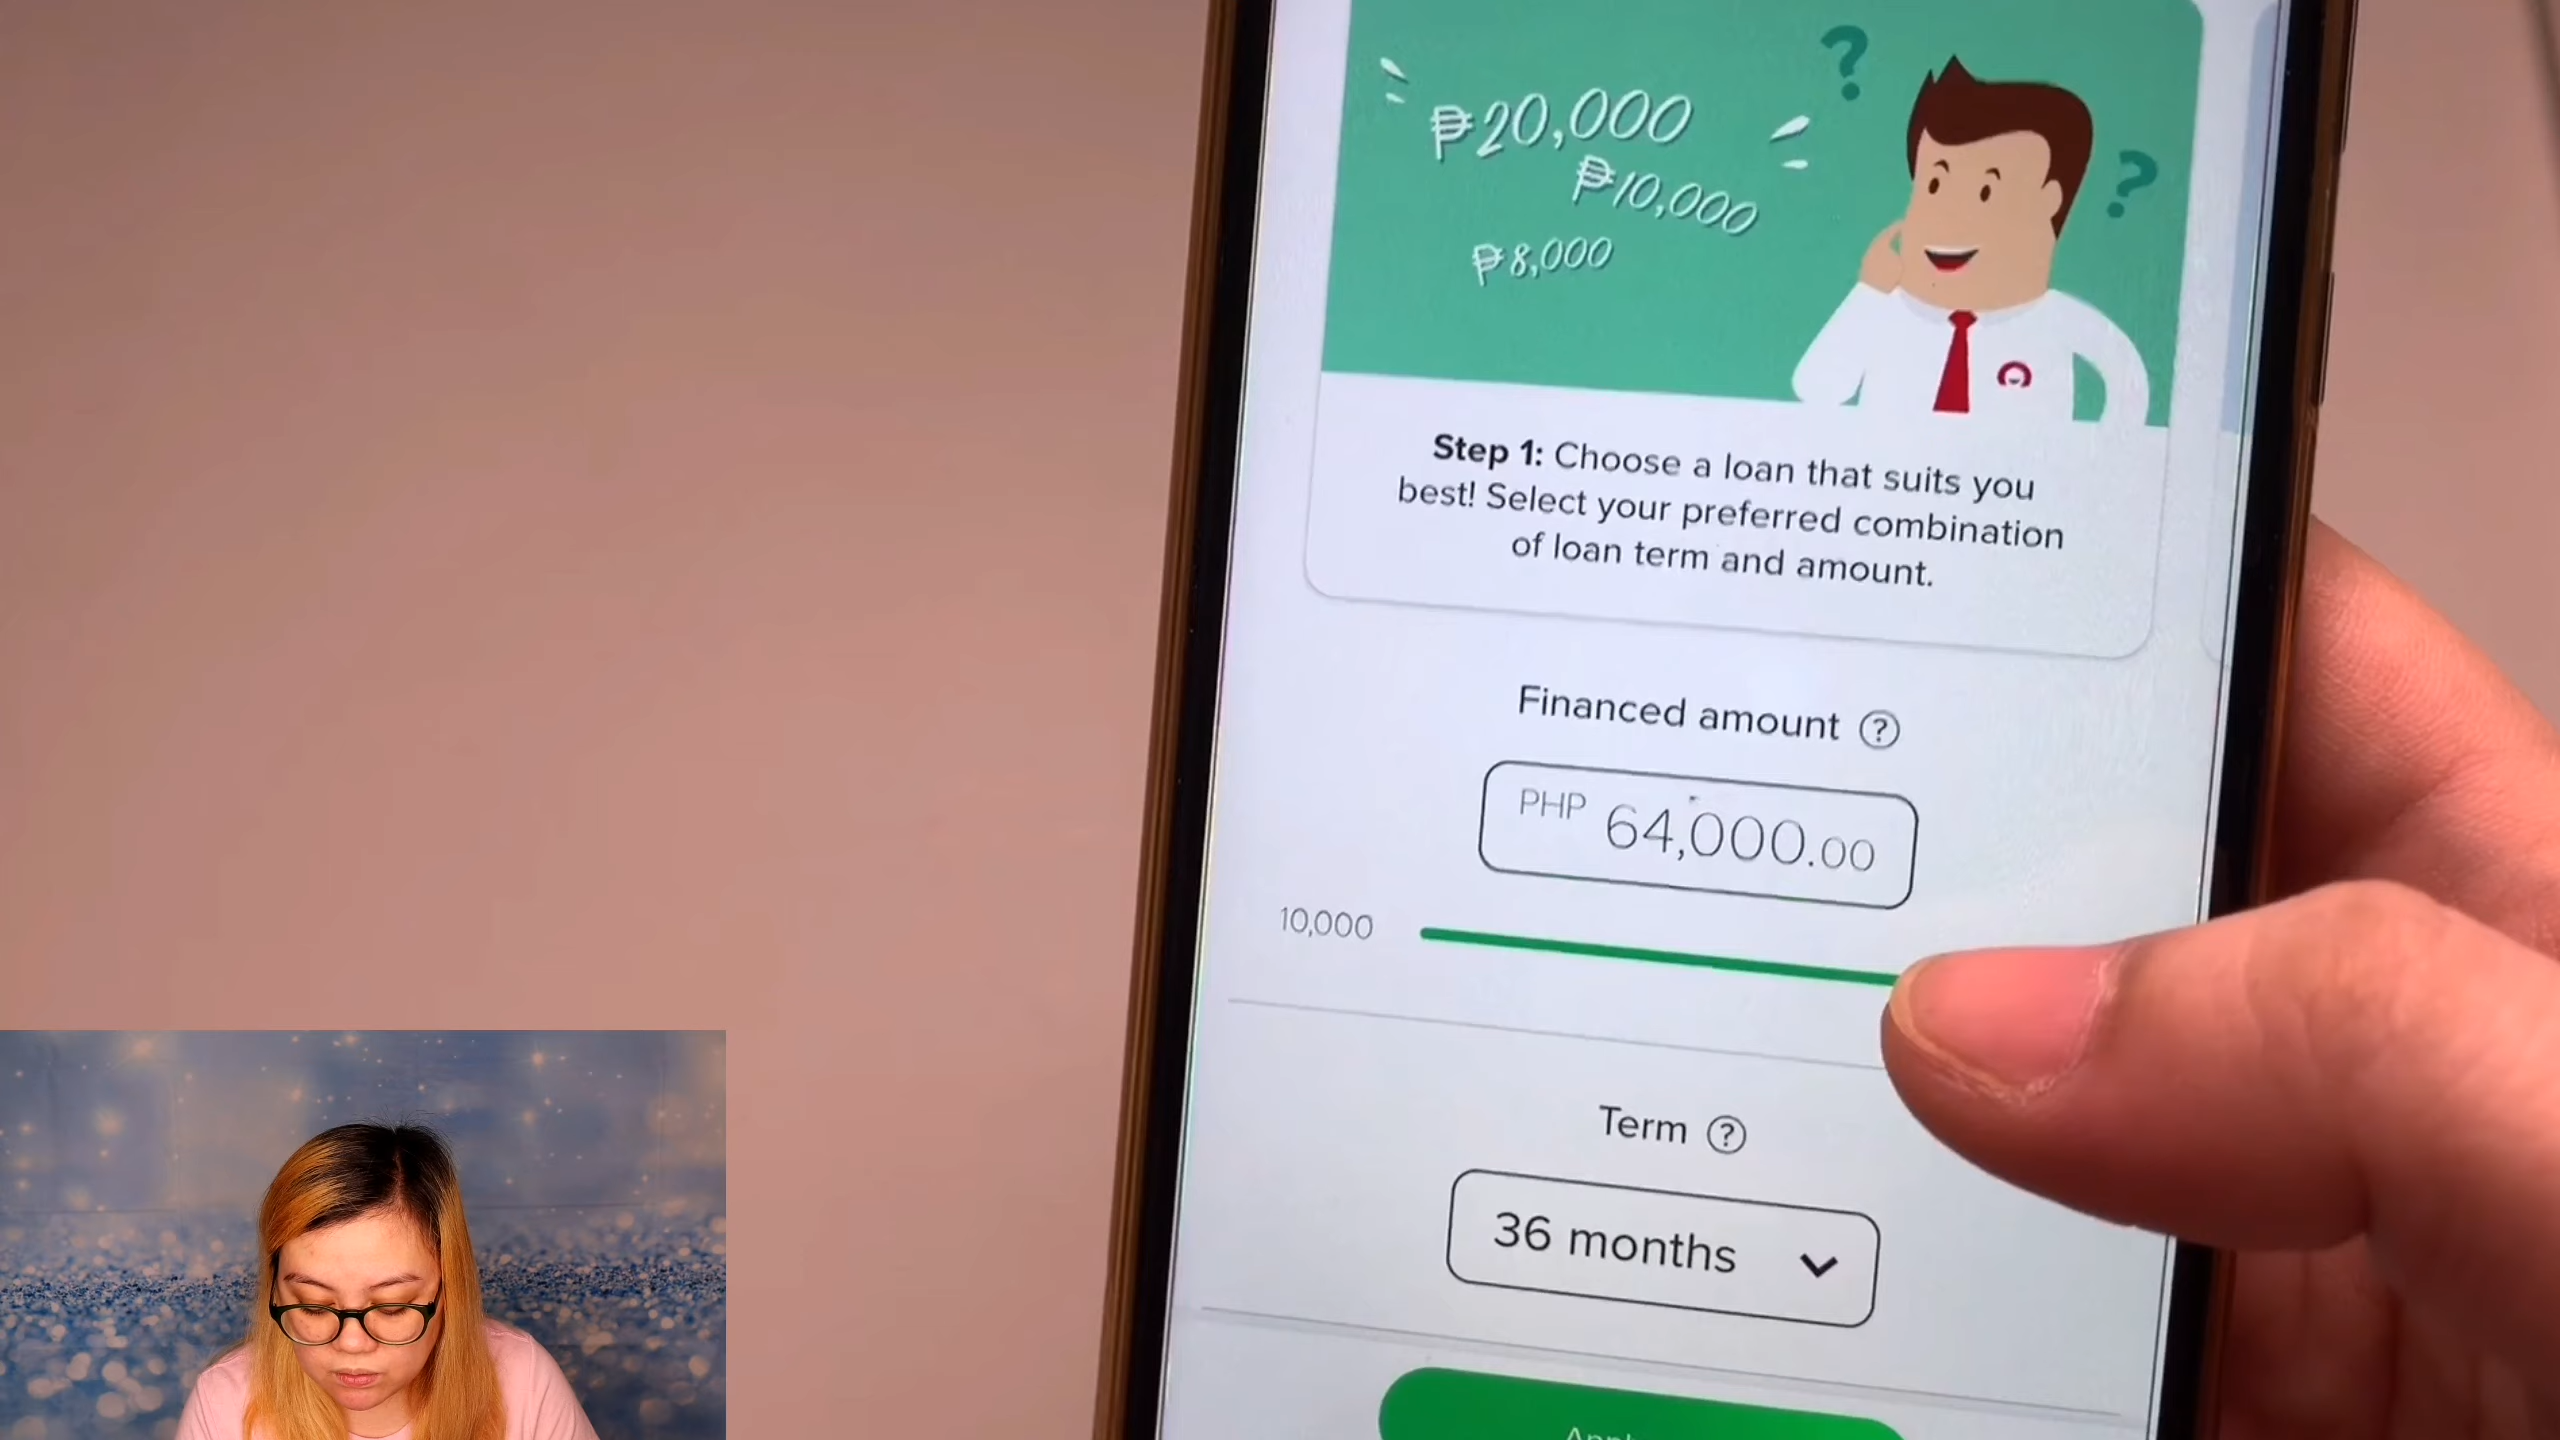 ₱20,000
₱10,000
₱8,000
?
?
Step 1: Choose a loan that suits you
best! Select your preferred combination
of loan term and amount.
Financed amount ?
PHP 64,000.00
10,000
Term ?
36 months